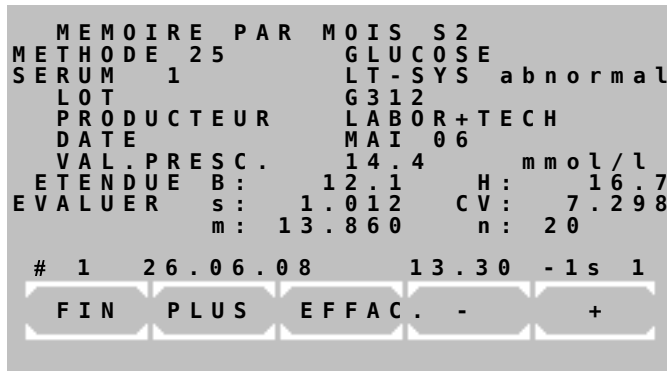 MEMOIRE PAR MOIS S2
METHODE 25 GLUCOSE
SERUM 1 LT-SYS abnormal
LOT G312
PRODUCTEUR LABOR+TECH
DATE MAI 06
VAL.PRESC. 14.4 mmol/l
ETENDUE B: 12.1 H: 16.7
EVALUER s: 1.012 CV: 7.298
m: 13.860 n: 20
# 1 26.06.08 13.30 -1s 1
FIN PLUS EFFAC. - +